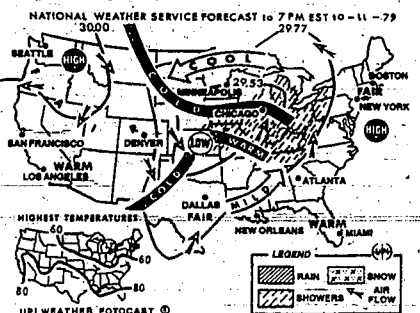 NATIONAL WEATHER SERVICE FORECAST to 7 PM EST 10-11-79
30.00
29.77
SEATTLE
HIGH
COOL
COLD
MINNEAPOLIS
29.53
BOSTON
FAIR
NEW YORK
CHICAGO
HIGH
SAN FRANCISCO
DENVER
LOW
WARM
WARM
LOS ANGELES
COLD
ATLANTA
DALLAS
FAIR
MILD
NEW ORLEANS
WARM
MIAMI
HIGHEST TEMPERATURES
60
60
80
80
LEGEND
UPI
RAIN
SNOW
SHOWERS
AIR
FLOW
UPI WEATHER FOTOCAST ©